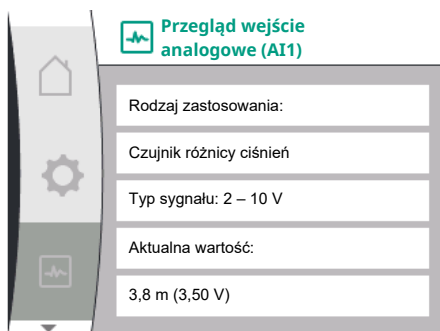 Przegląd wejście
analogowe (AI1)
Rodzaj zastosowania:
Czujnik różnicy ciśnień
Typ sygnału: 2 – 10 V
Aktualna wartość:
3,8 m (3,50 V)